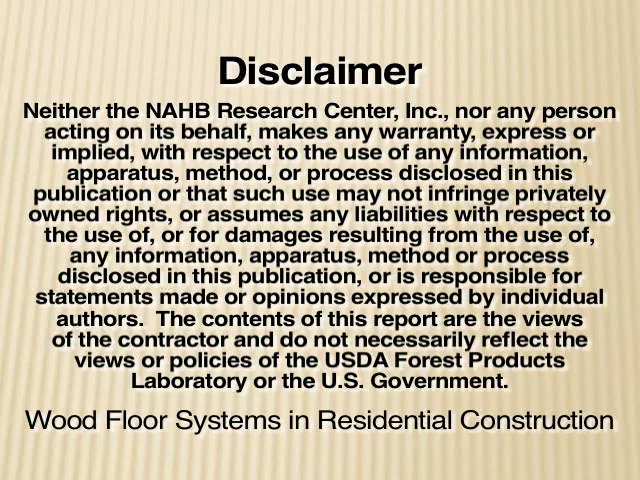 Disclaimer
Neither the NAHB Research Center, Inc., nor any person
acting on its behalf, makes any warranty, express or
implied, with respect to the use of any information,
apparatus, method, or process disclosed in this
publication or that such use may not infringe privately
owned rights, or assumes any liabilities with respect to
the use of, or for damages resulting from the use of,
any information, apparatus, method or process
disclosed in this publication, or is responsible for
statements made or opinions expressed by individual
authors.  The contents of this report are the views
of the contractor and do not necessarily reflect the
views or policies of the USDA Forest Products
Laboratory or the U.S. Government.
Wood Floor Systems in Residential Construction